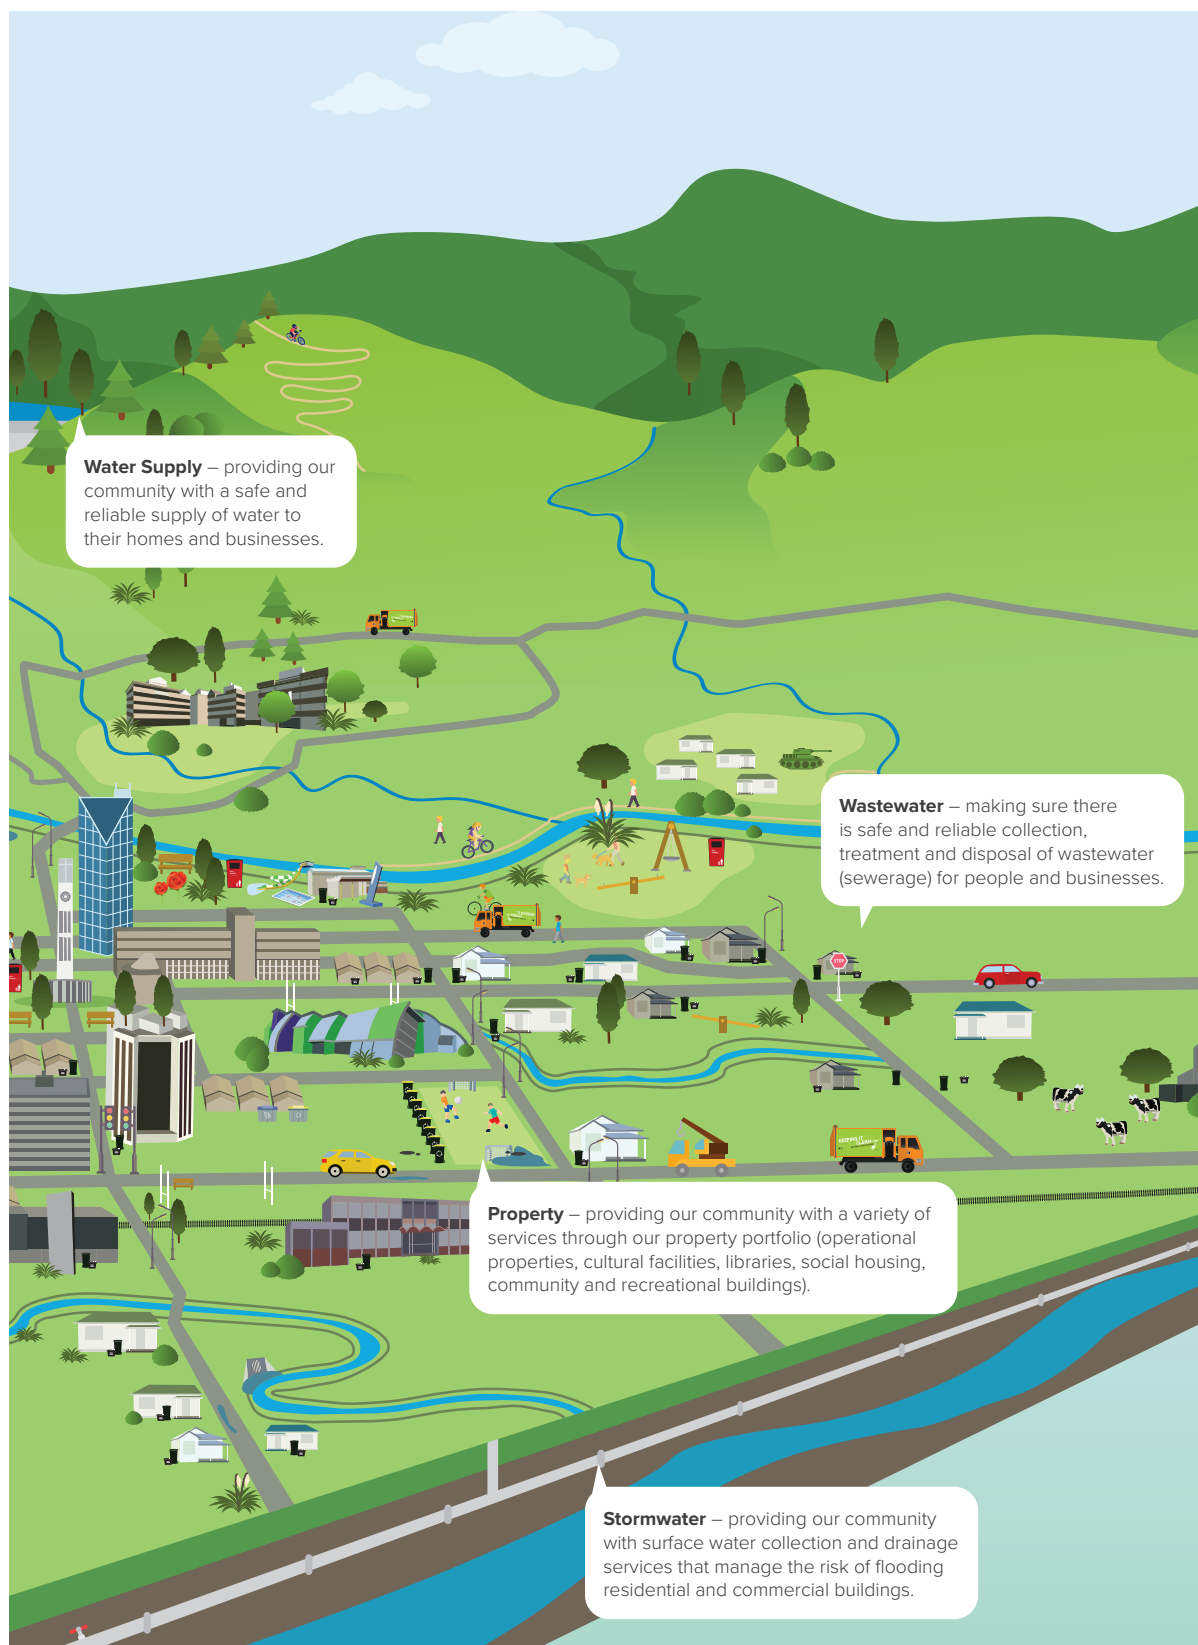 Water Supply – providing our
community with a safe and
reliable supply of water to
their homes and businesses.
Wastewater – making sure there
is safe and reliable collection,
treatment and disposal of wastewater
(sewerage) for people and businesses.
STOP
KEEPING IT
CLEAN
Property – providing our community with a variety of
services through our property portfolio (operational
properties, cultural facilities, libraries, social housing,
community and recreational buildings).
Stormwater – providing our community
with surface water collection and drainage
services that manage the risk of flooding
residential and commercial buildings.